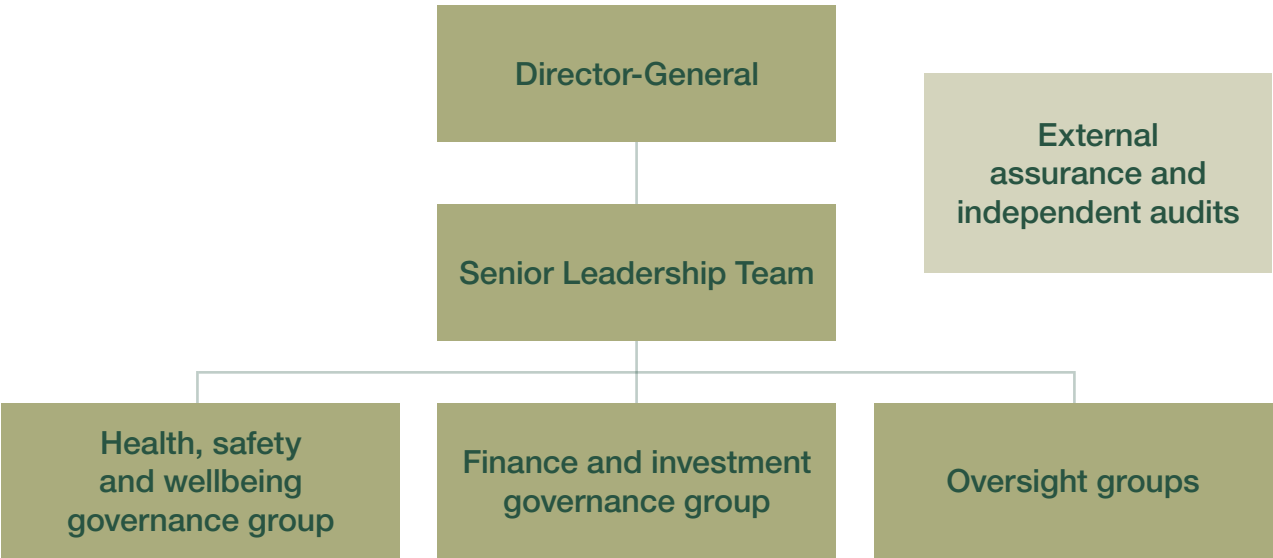 Director-General
External
assurance and
independent audits
Senior Leadership Team
Health, safety
and wellbeing
governance group
Finance and investment
governance group
Oversight groups